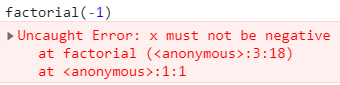 factorial(-1)
Uncaught Error: x must not be negative
at factorial (<anonymous>:3:18)
at <anonymous>:1:1